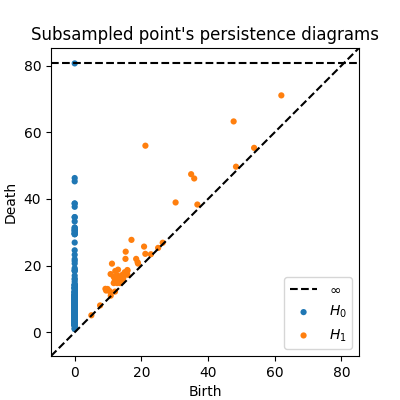 Subsampled point's persistence diagrams
80
60
40
20
0
Death
0 20 40 60 80
Birth
∞
H₀
H₁